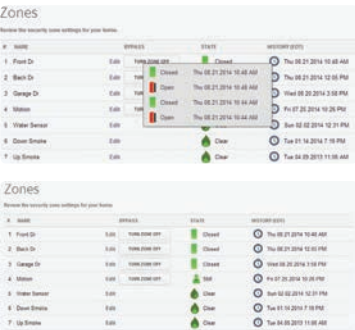 Zones
Review the security zone settings for your home.
# NAME BYPASS STATE HISTORY (EDT)
1 Front Dr Edit TURN ZONE OFF Closed Thu 08 21 2014 10:48 AM
Closed Thu 08 21 2014 10:48 AM
2 Back Dr Edit Thu 08 21 2014 12:05 PM
Open Thu 08 21 2014 10:48 AM
3 Garage Dr Edit Wed 08 20 2014 3:58 PM
Closed Thu 08 21 2014 10:44 AM
4 Motion Edit Fri 07 25 2014 10:26 PM
Open Thu 08 21 2014 10:44 AM
5 Water Sensor Edit Sun 02 02 2014 12:31 PM
6 Down Smoke Edit Clear Tue 01 14 2014 7:19 PM
7 Up Smoke Edit Clear Tue 04 09 2013 11:06 AM
Zones
Review the security zone settings for your home.
# NAME BYPASS STATE HISTORY (EDT)
1 Front Dr Edit TURN ZONE OFF Closed Thu 08 21 2014 10:48 AM
2 Back Dr Edit TURN ZONE OFF Closed Thu 08 21 2014 12:05 PM
3 Garage Dr Edit TURN ZONE OFF Closed Wed 08 20 2014 3:58 PM
4 Motion Edit TURN ZONE OFF Still Fri 07 25 2014 10:26 PM
5 Water Sensor Edit Clear Sun 02 02 2014 12:31 PM
6 Down Smoke Edit Clear Tue 01 14 2014 7:19 PM
7 Up Smoke Edit Clear Tue 04 09 2013 11:06 AM